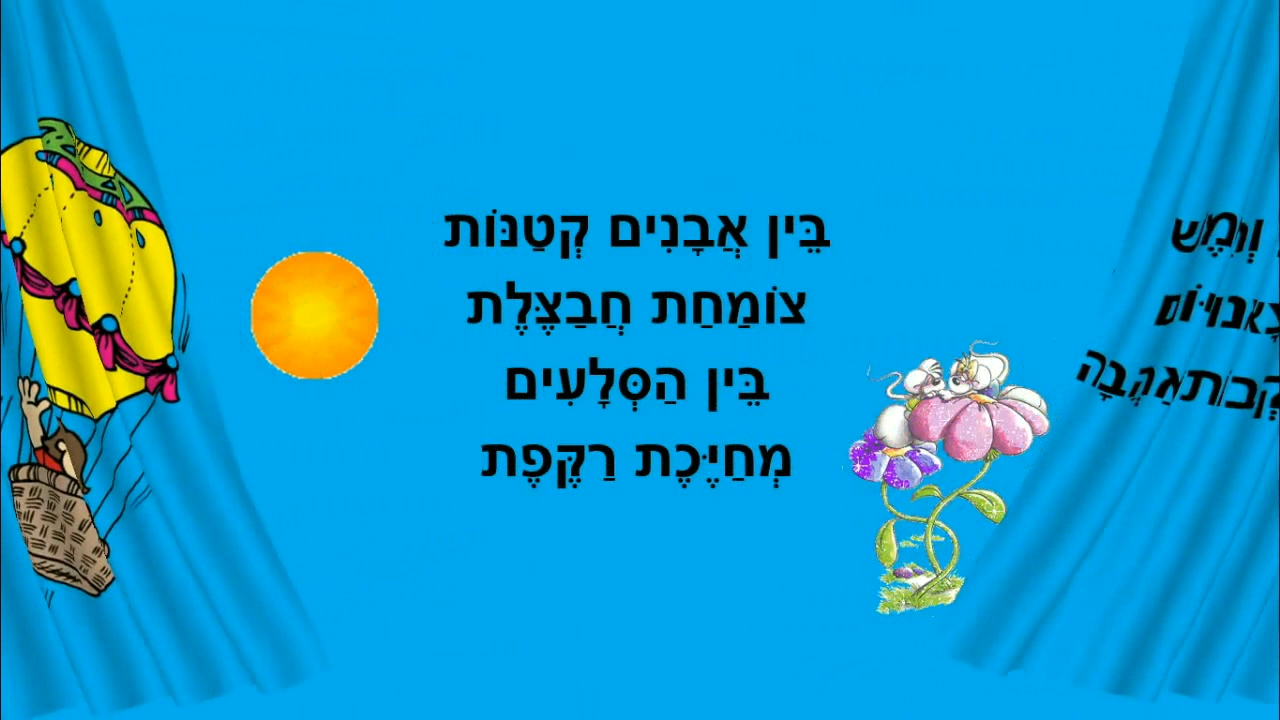 בֵּין אֲבָנִים קְטַנּוֹת
צוֹמַחַת חֲבַצֶּלֶת
בֵּין הַסְּלָעִים
מְחַיֶּכֶת רַקֶּפֶת